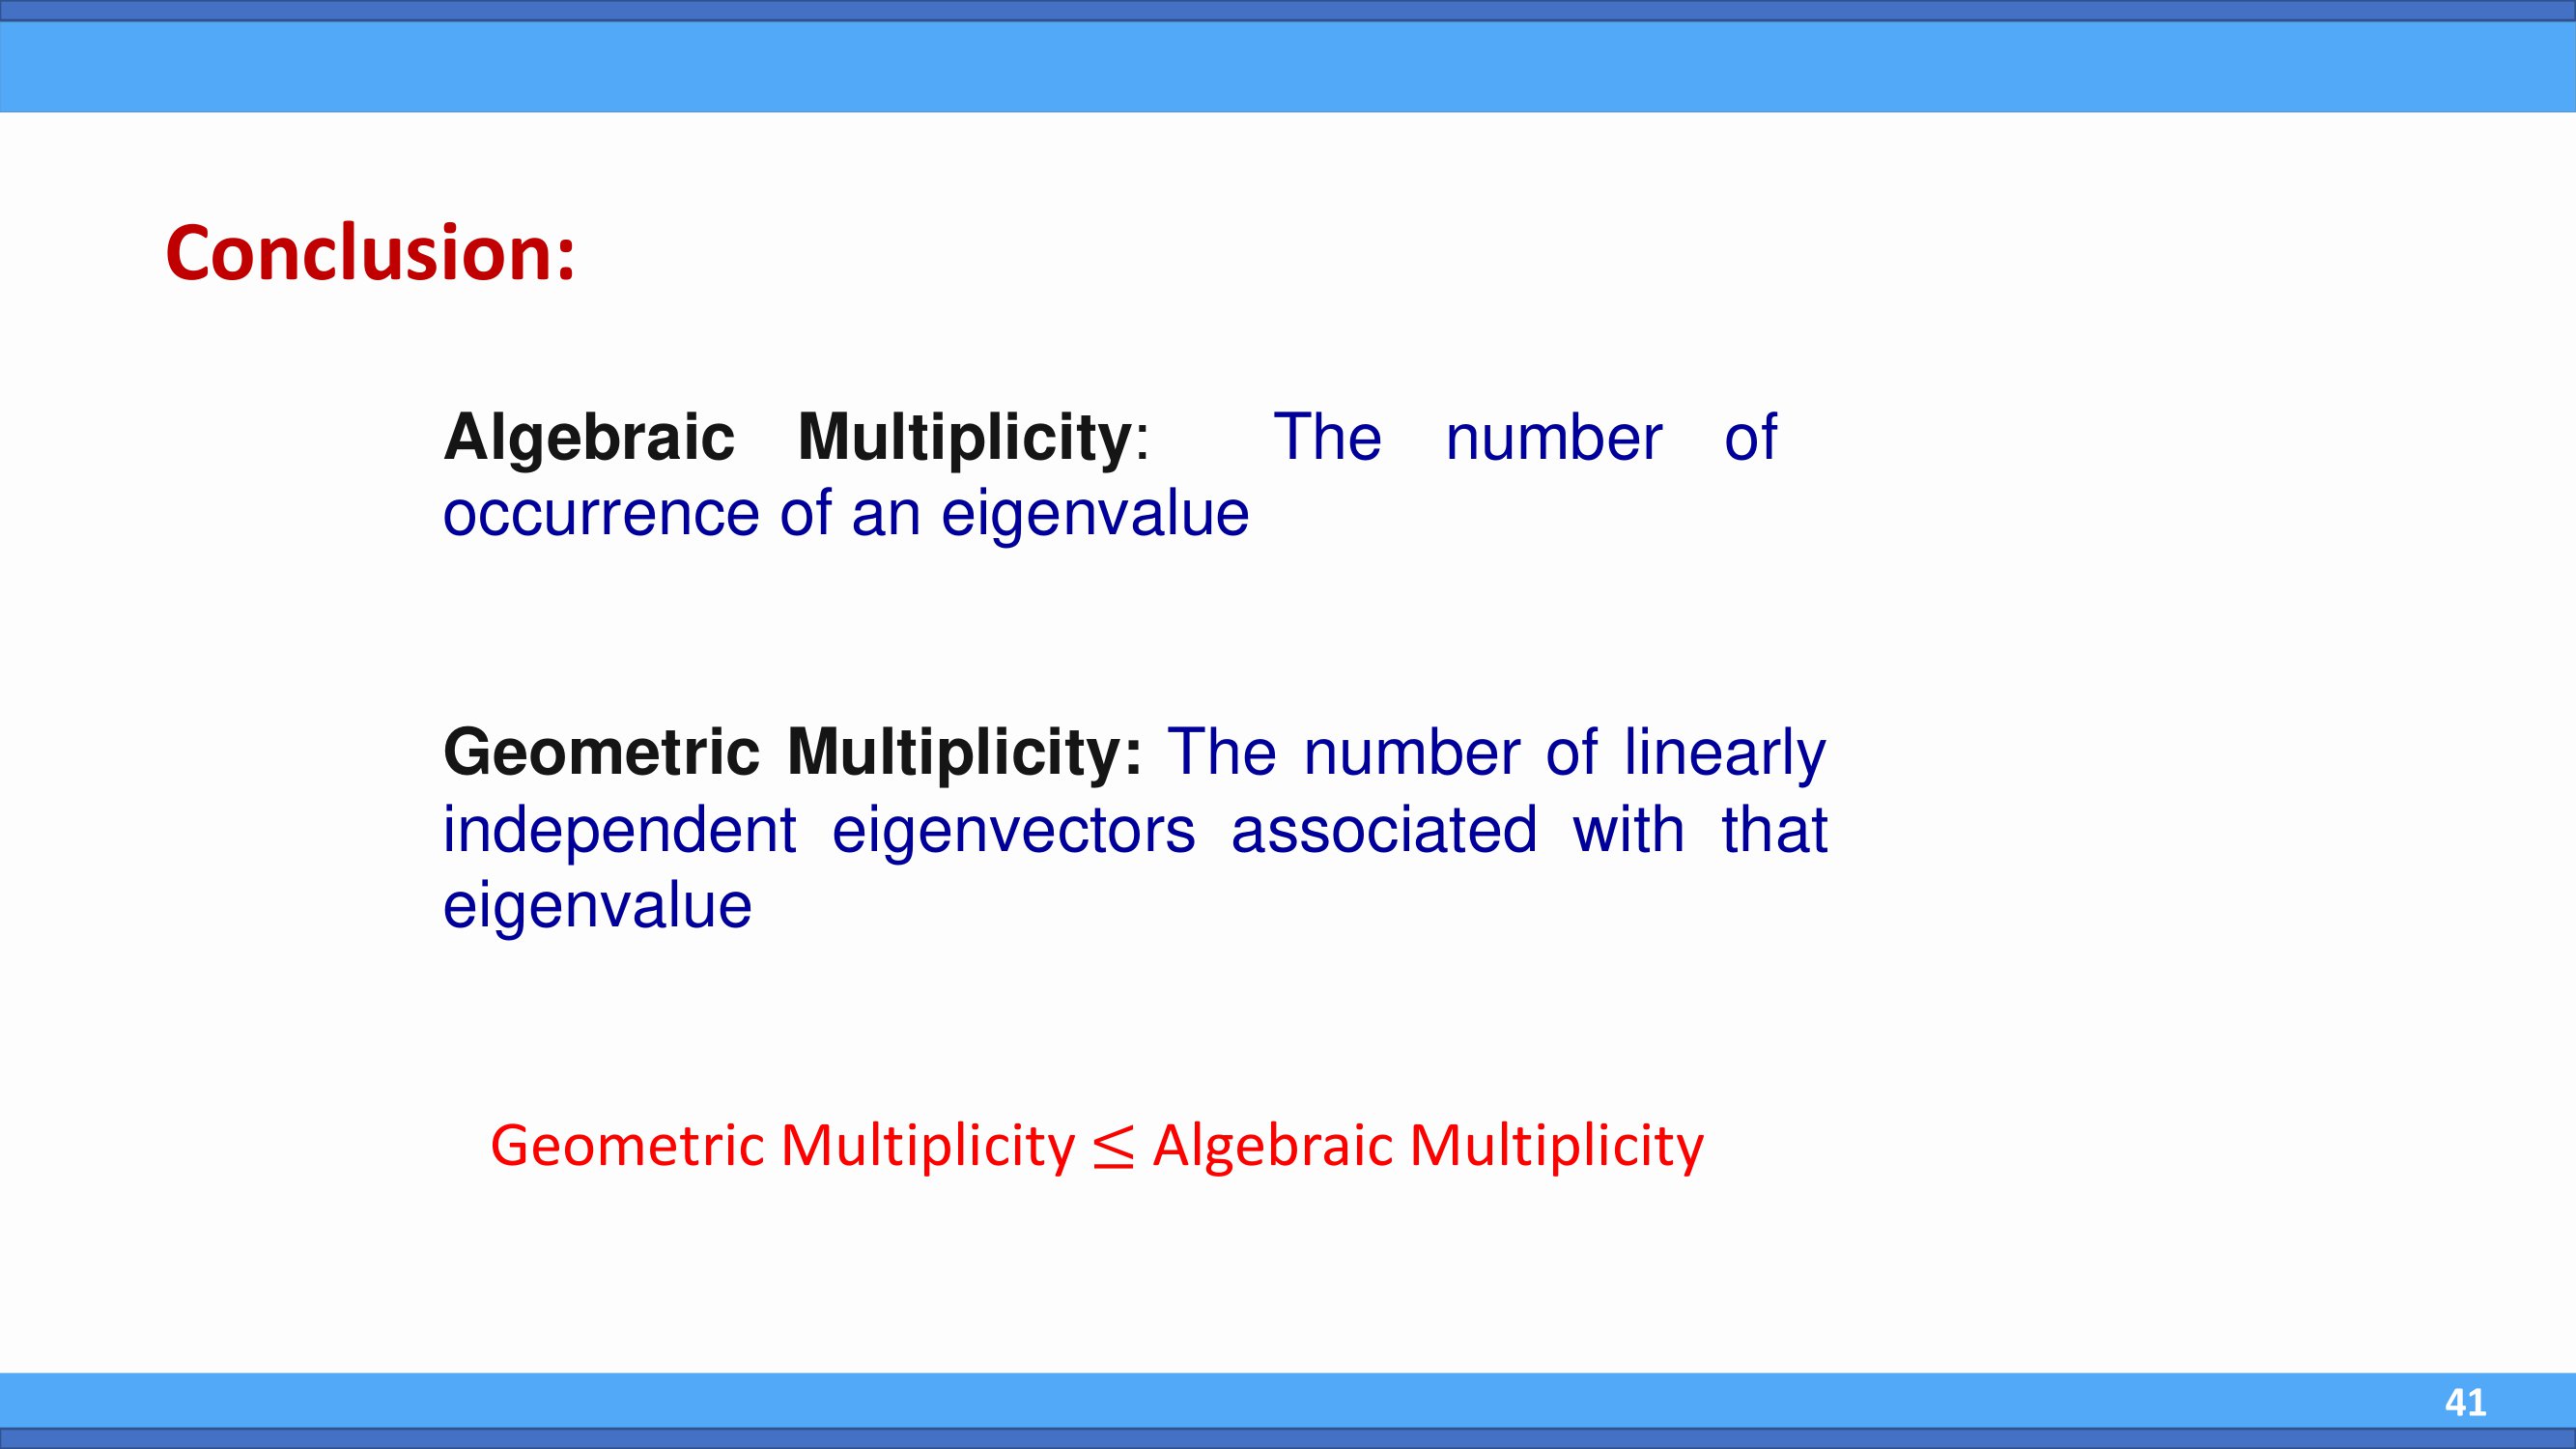 Conclusion:
Algebraic Multiplicity: The number of
occurrence of an eigenvalue
Geometric Multiplicity: The number of linearly
independent eigenvectors associated with that
eigenvalue
Geometric Multiplicity ≤ Algebraic Multiplicity
41